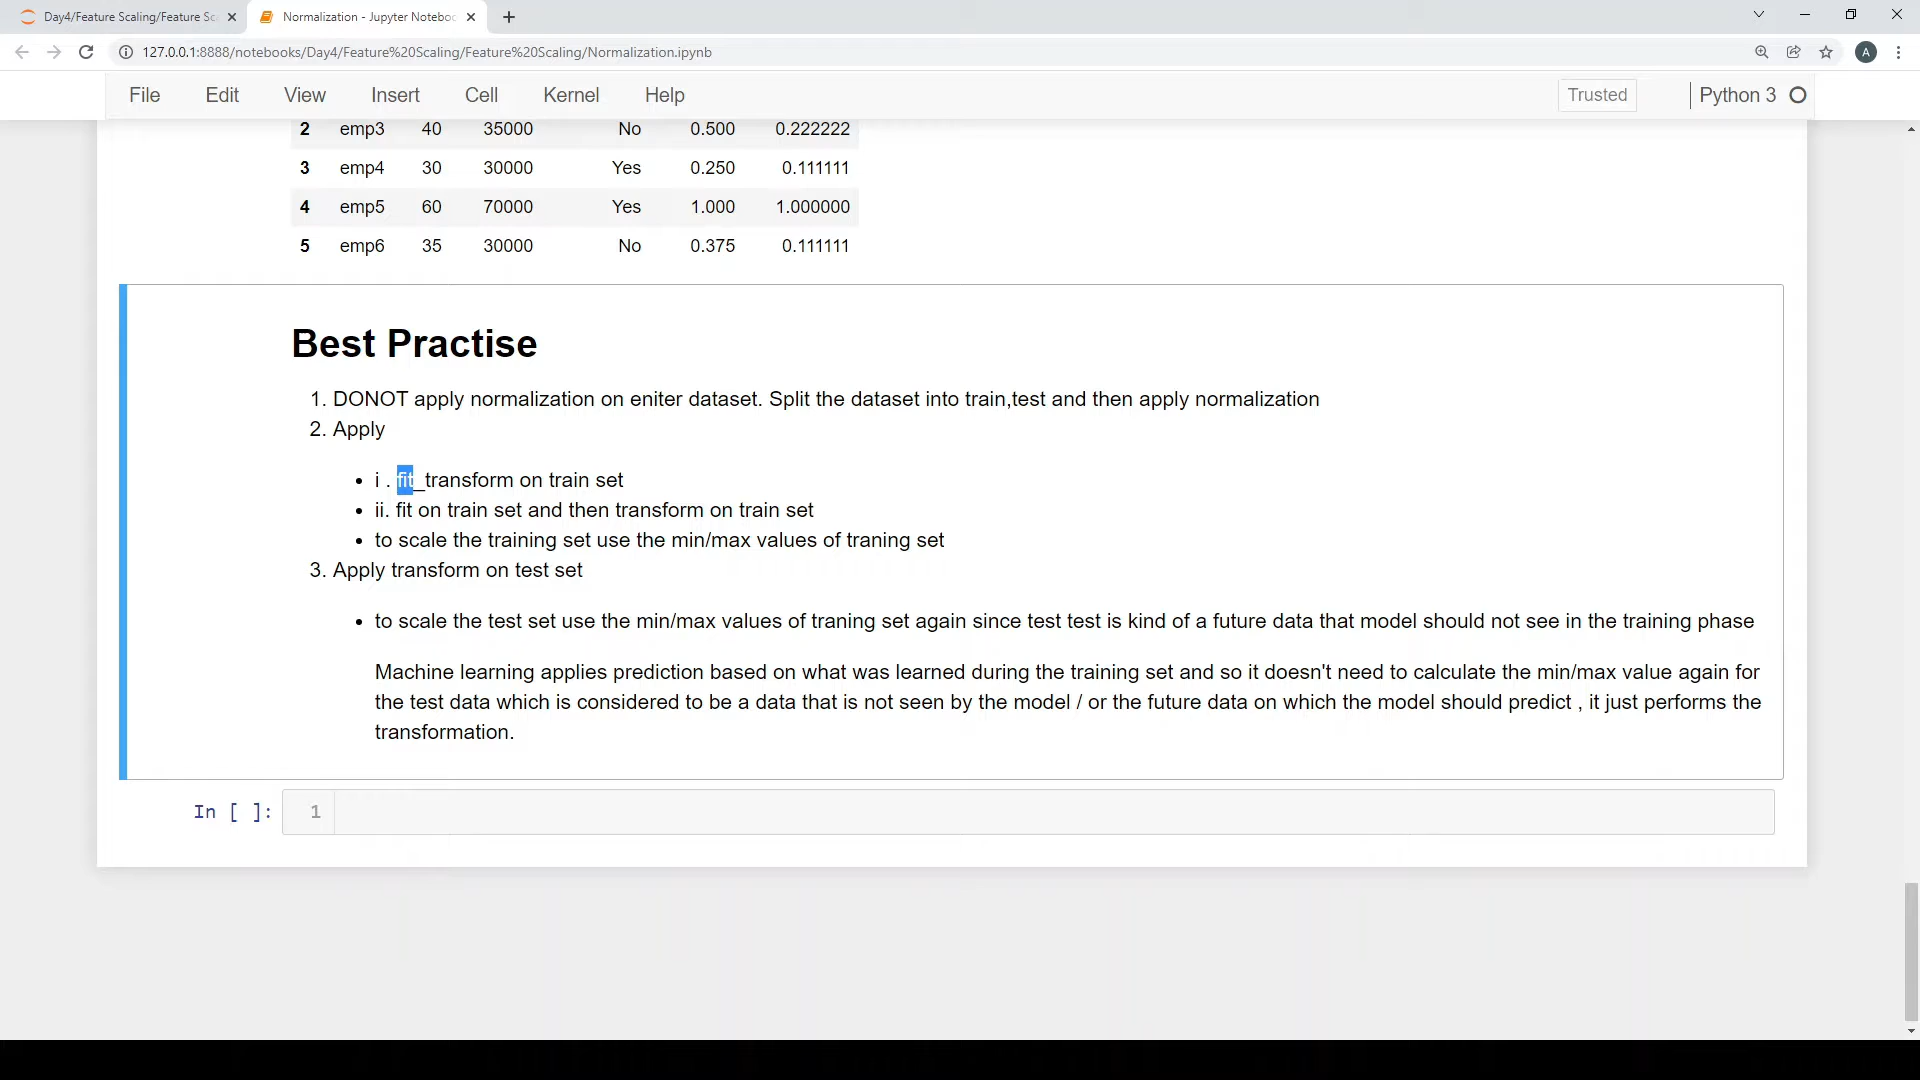 Day4/Feature Scaling/Feature Sc
Normalization - Jupyter Noteboo
127.0.0.1:8888/notebooks/Day4/Feature%20Scaling/Feature%20Scaling/Normalization.ipynb
A
File Edit View Insert Cell Kernel Help
Trusted
Python 3
2 emp3 40 35000 No 0.500 0.222222
3 emp4 30 30000 Yes 0.250 0.111111
4 emp5 60 70000 Yes 1.000 1.000000
5 emp6 35 30000 No 0.375 0.111111
Best Practise
1. DONOT apply normalization on eniter dataset. Split the dataset into train,test and then apply normalization
2. Apply
• i . fit_transform on train set
• ii. fit on train set and then transform on train set
• to scale the training set use the min/max values of traning set
3. Apply transform on test set
• to scale the test set use the min/max values of traning set again since test test is kind of a future data that model should not see in the training phase
Machine learning applies prediction based on what was learned during the training set and so it doesn't need to calculate the min/max value again for
the test data which is considered to be a data that is not seen by the model / or the future data on which the model should predict , it just performs the
transformation.
In [ ]: 1